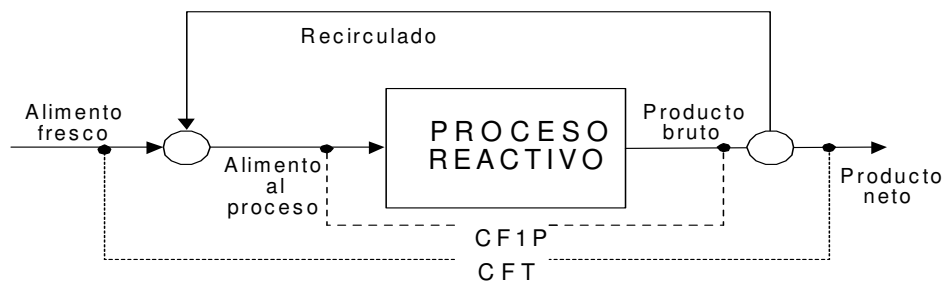 Recirculado
Alimento
fresco
PROCESO
REACTIVO
Producto
bruto
Alimento
al
proceso
Producto
neto
CF1P
CFT